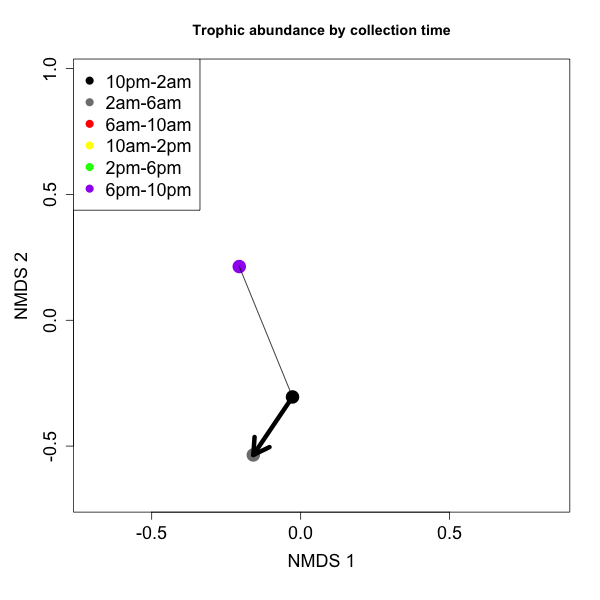 Trophic abundance by collection time
10pm-2am
2am-6am
6am-10am
10am-2pm
2pm-6pm
6pm-10pm
1.0
0.5
0.0
-0.5
NMDS 2
-0.5
0.0
0.5
NMDS 1